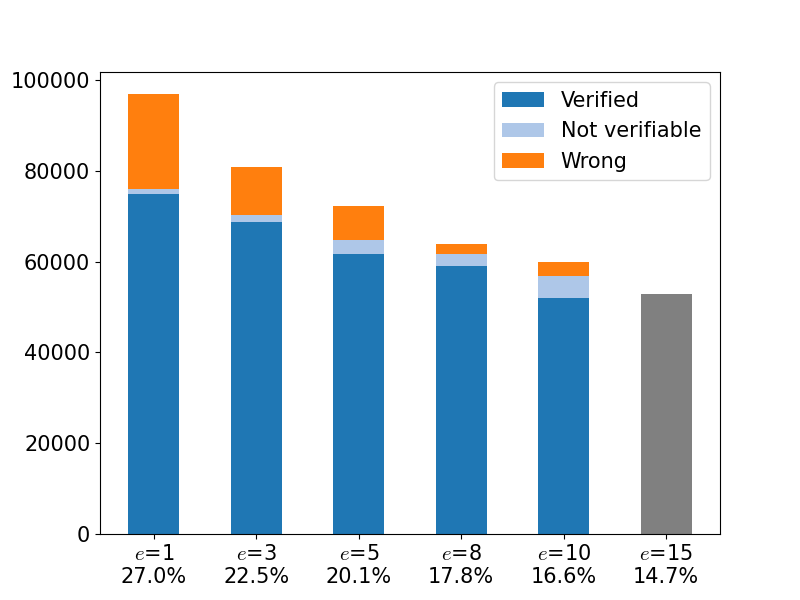 100000
80000
60000
40000
20000
0
Verified
Not verifiable
Wrong
e=1 e=3 e=5 e=8 e=10 e=15
27.0% 22.5% 20.1% 17.8% 16.6% 14.7%